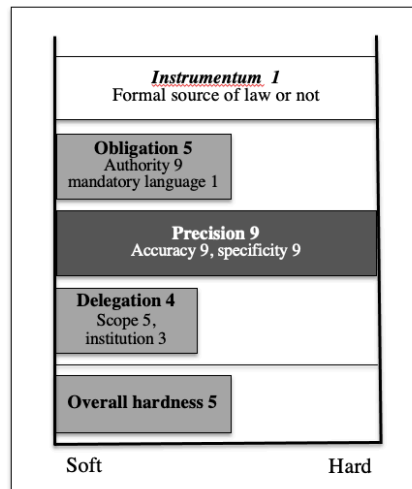 Instrumentum 1
Formal source of law or not
Obligation 5
Authority 9
mandatory language 1
Precision 9
Accuracy 9, specificity 9
Delegation 4
Scope 5,
institution 3
Overall hardness 5
Soft Hard